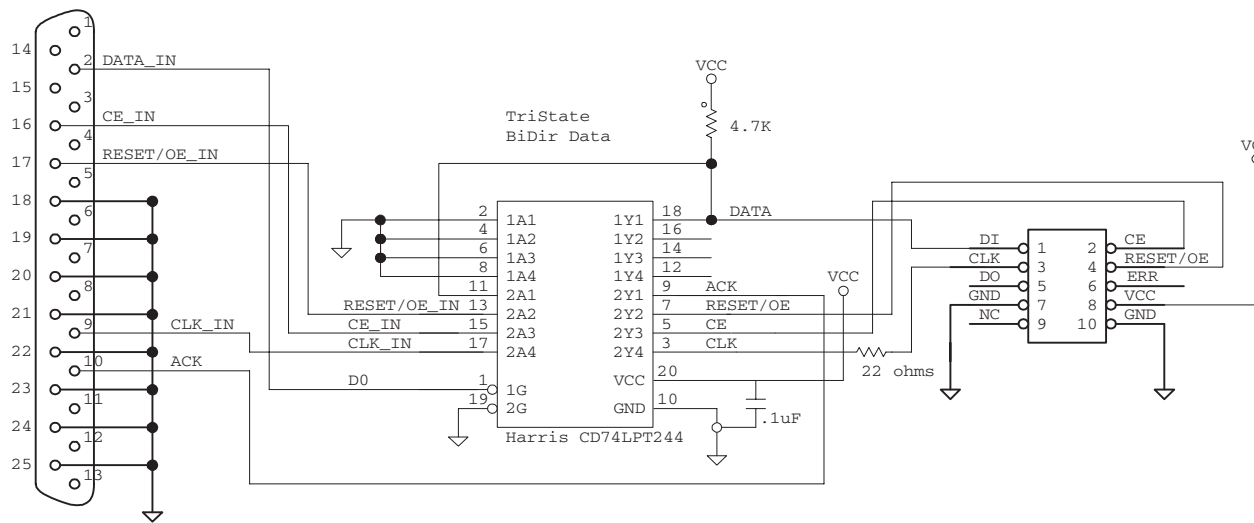 1
14
2 DATA_IN
15
3
16 CE_IN
4
17 RESET/OE_IN
5
18
6
19
7
20
8
21
9 CLK_IN
22
10 ACK
23
11
24
12
25
13
TriState
BiDir Data
VCC
4.7K
2 1A1 1Y1 18 DATA
4 1A2 1Y2 16
6 1A3 1Y3 14
8 1A4 1Y4 12
11 2A1 2Y1 9 ACK
RESET/OE_IN 13 2A2 2Y2 7 RESET/OE
CE_IN 15 2A3 2Y3 5 CE
CLK_IN 17 2A4 2Y4 3 CLK
22 ohms
VCC 20
D0 1 1G
19 2G GND 10
.1uF
Harris CD74LPT244
VCC
DI 1 2 CE
CLK 3 4 RESET/OE
DO 5 6 ERR
GND 7 8 VCC
NC 9 10 GND